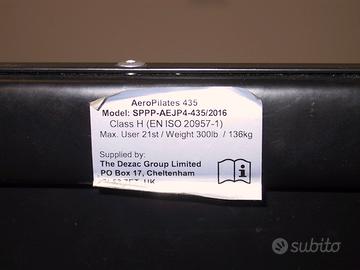 AeroPilates 435
Model: SPPP-AEJP4-435/2016
Class H (EN ISO 20957-1)
Max. User 21st / Weight 300lb / 136kg
Supplied by:
The Dezac Group Limited
PO Box 17, Cheltenham
UK
subito